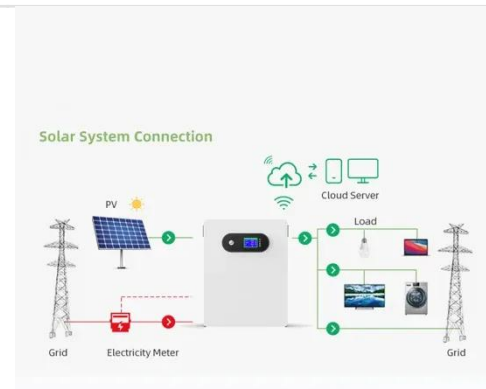 Solar System Connection
Cloud Server
PV
Load
Grid
Electricity Meter
Grid